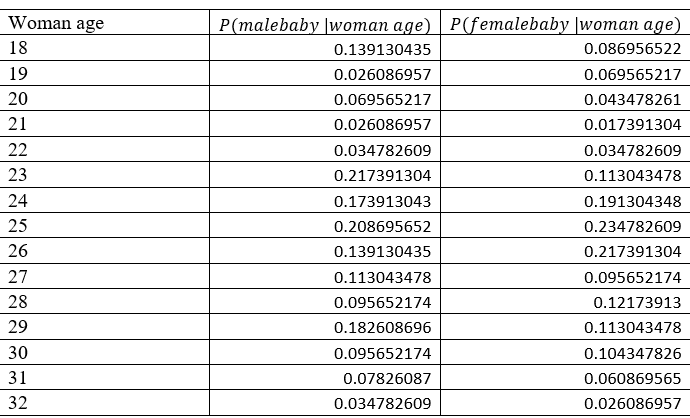 Woman age P(malebaby |woman age) P(femalebaby |woman age)
18 0.139130435 0.086956522
19 0.026086957 0.069565217
20 0.069565217 0.043478261
21 0.026086957 0.017391304
22 0.034782609 0.034782609
23 0.217391304 0.113043478
24 0.173913043 0.191304348
25 0.208695652 0.234782609
26 0.139130435 0.217391304
27 0.113043478 0.095652174
28 0.095652174 0.12173913
29 0.182608696 0.113043478
30 0.095652174 0.104347826
31 0.07826087 0.060869565
32 0.034782609 0.026086957